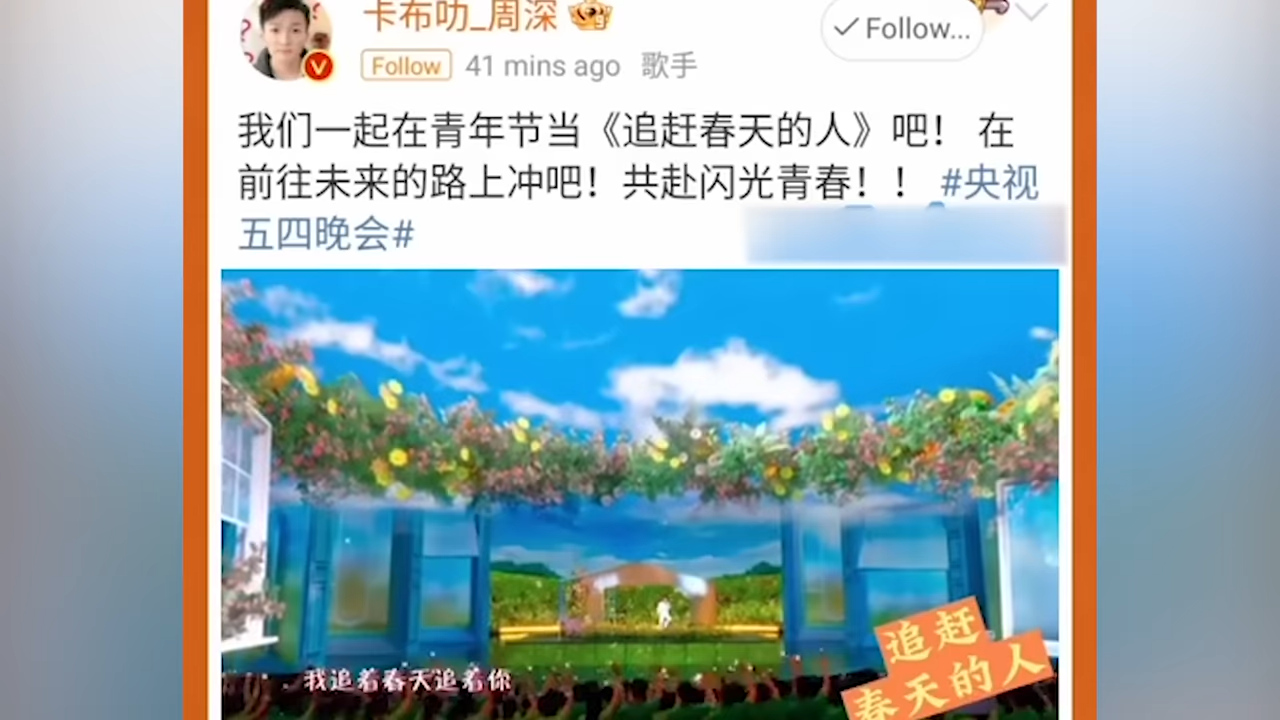 卡布叻_周深
Follow 41 mins ago 歌手
Follow...
我们一起在青年节当《追赶春天的人》吧！ 在
前往未来的路上冲吧！共赴闪光青春！！ #央视
五四晚会#
我追着春天追着你
追赶
春天的人